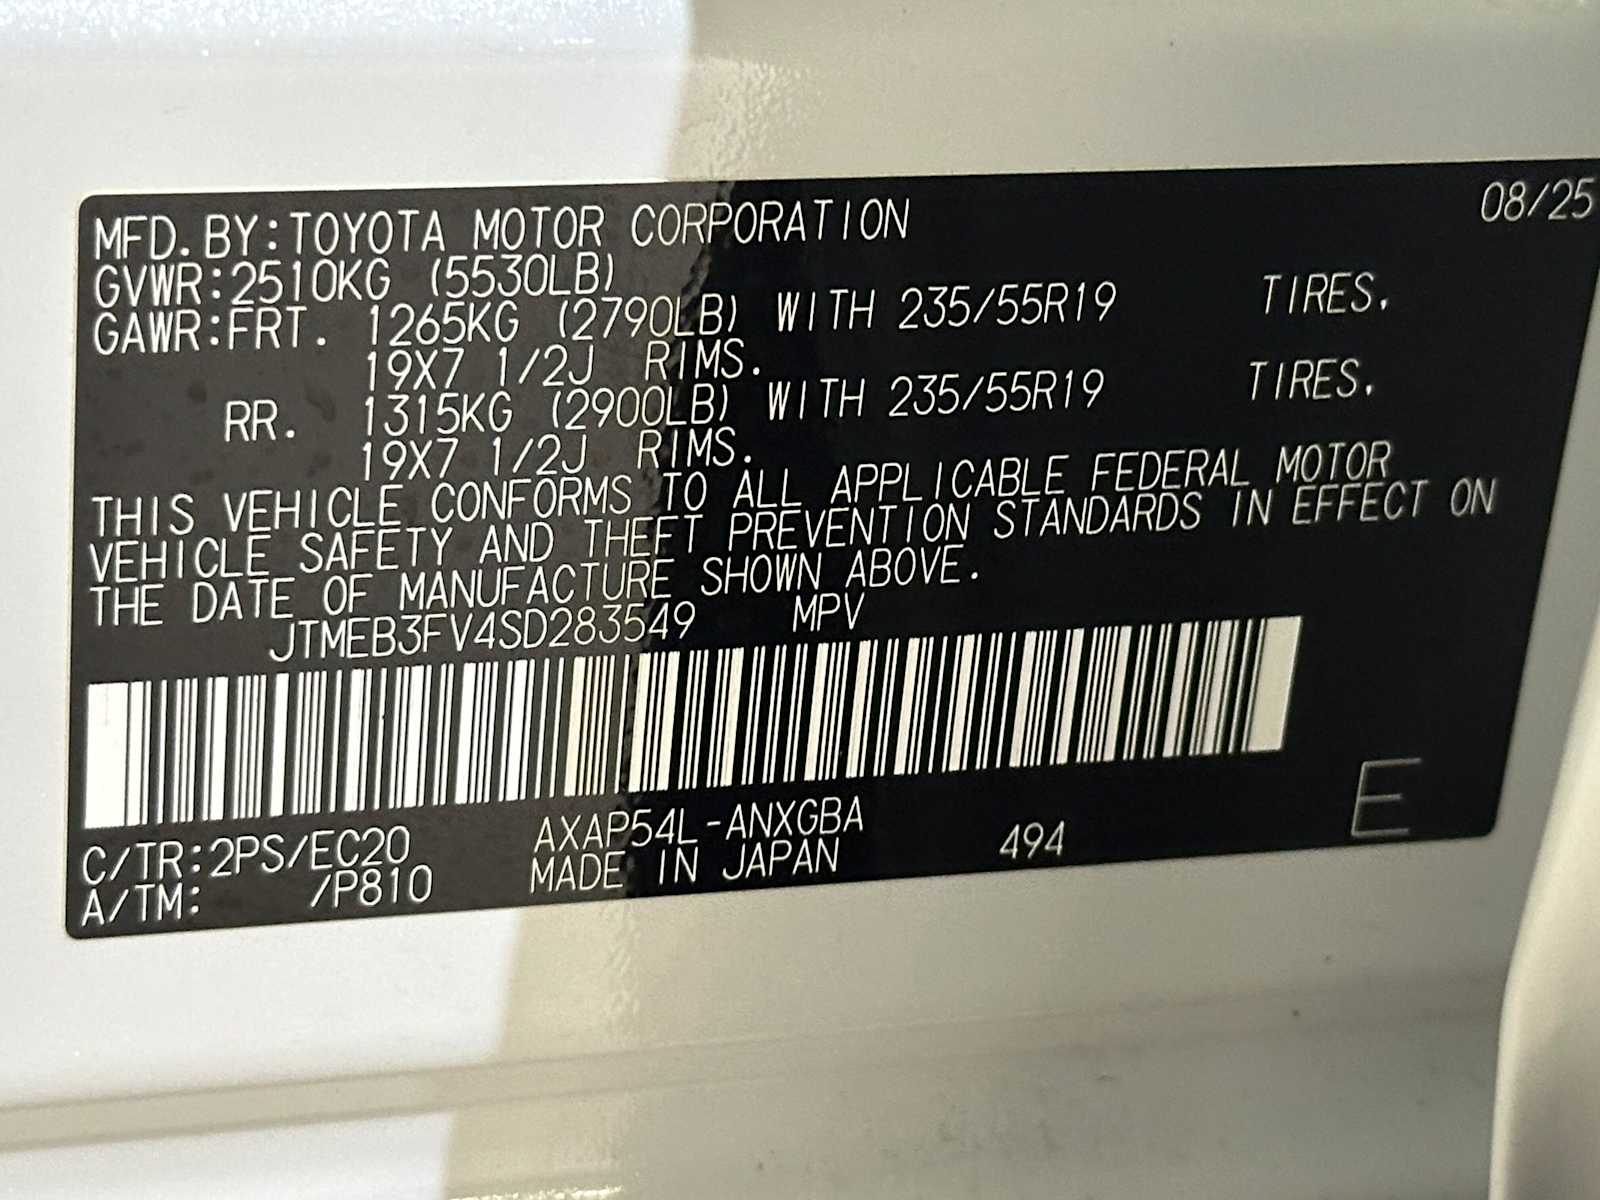 08/25
MFD. BY:TOYOTA MOTOR CORPORATION
GVWR:2510KG (5530LB)
GAWR:FRT. 1265KG (2790LB) WITH 235/55R19 TIRES.
19X7 1/2J RIMS.
RR. 1315KG (2900LB) WITH 235/55R19 TIRES.
19X7 1/2J RIMS.
THIS VEHICLE CONFORMS TO ALL APPLICABLE FEDERAL MOTOR
VEHICLE SAFETY AND THEFT PREVENTION STANDARDS IN EFFECT ON
THE DATE OF MANUFACTURE SHOWN ABOVE.
JTMEB3FV4SD283549 MPV
C/TR:2PS/EC20 AXAP54L-ANXGBA
A/TM: /P810 MADE IN JAPAN 494 E